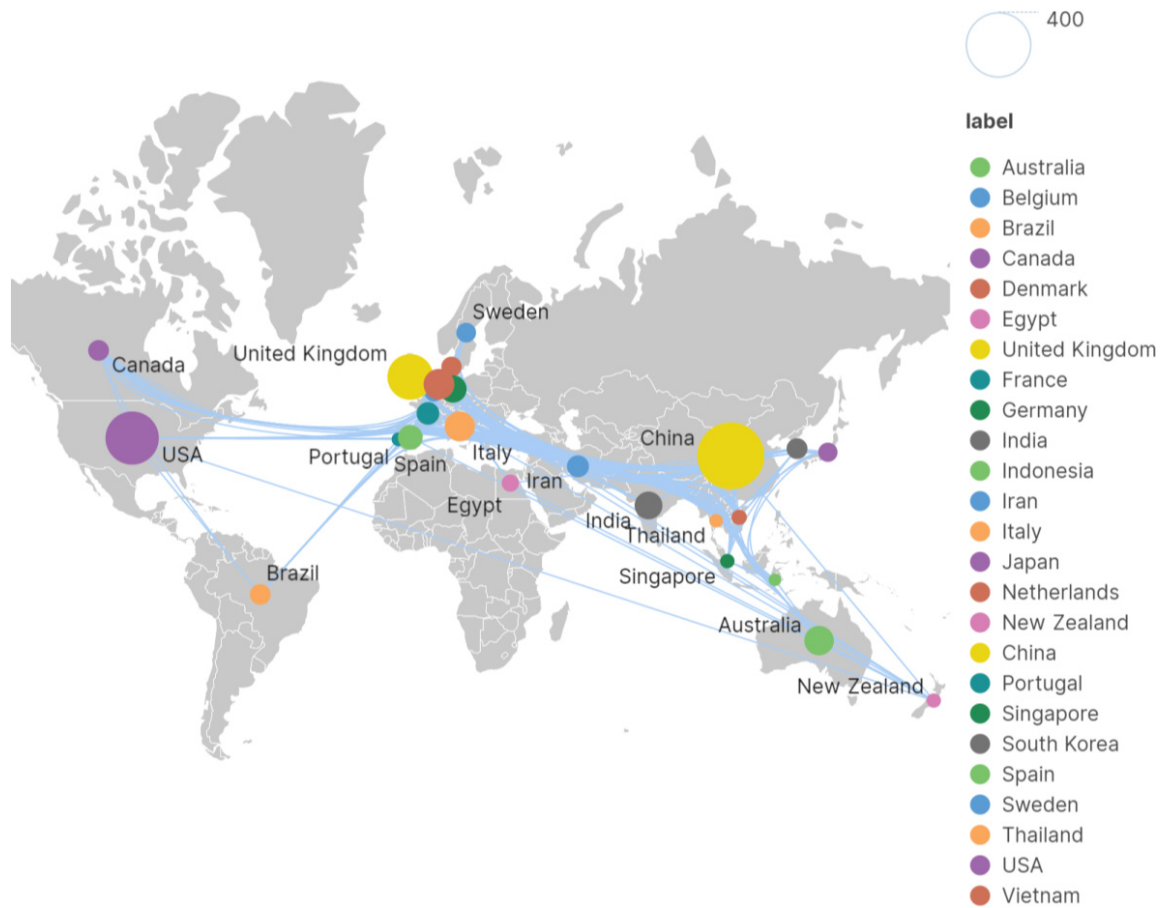 400
label
Australia
Belgium
Brazil
Canada
Denmark
Egypt
United Kingdom
France
Germany
India
Indonesia
Iran
Italy
Japan
Netherlands
New Zealand
China
Portugal
Singapore
South Korea
Spain
Sweden
Thailand
USA
Vietnam
Sweden
United Kingdom
Canada
China
USA
Portugal
Spain
Italy
Iran
Egypt
India
Thailand
Brazil
Singapore
Australia
New Zealand